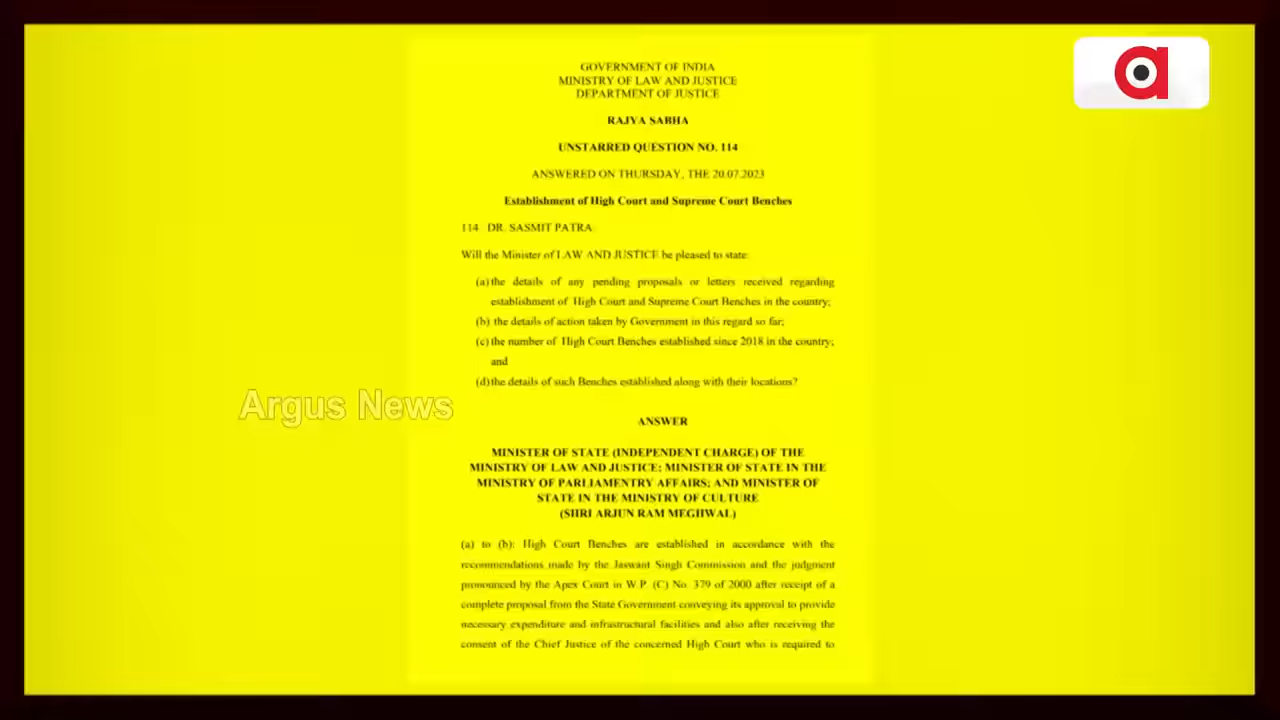 GOVERNMENT OF INDIA
MINISTRY OF LAW AND JUSTICE
DEPARTMENT OF JUSTICE
RAJYA SABHA
UNSTARRED QUESTION NO. 114
ANSWERED ON THURSDAY, THE 20.07.2023
Establishment of High Court and Supreme Court Benches
114 DR. SASMIT PATRA:
Will the Minister of LAW AND JUSTICE be pleased to state:
(a) the details of any pending proposals or letters received regarding
establishment of High Court and Supreme Court Benches in the country;
(b) the details of action taken by Government in this regard so far;
(c) the number of High Court Benches established since 2018 in the country;
and
(d) the details of such Benches established along with their locations?
Argus News
ANSWER
MINISTER OF STATE (INDEPENDENT CHARGE) OF THE
MINISTRY OF LAW AND JUSTICE; MINISTER OF STATE IN THE
MINISTRY OF PARLIAMENTRY AFFAIRS; AND MINISTER OF
STATE IN THE MINISTRY OF CULTURE
(SHRI ARJUN RAM MEGHWAL)
(a) to (b): High Court Benches are established in accordance with the
recommendations made by the Jaswant Singh Commission and the judgment
pronounced by the Apex Court in W.P. (C) No. 379 of 2000 after receipt of a
complete proposal from the State Government conveying its approval to provide
necessary expenditure and infrastructural facilities and also after receiving the
consent of the Chief Justice of the concerned High Court who is required to